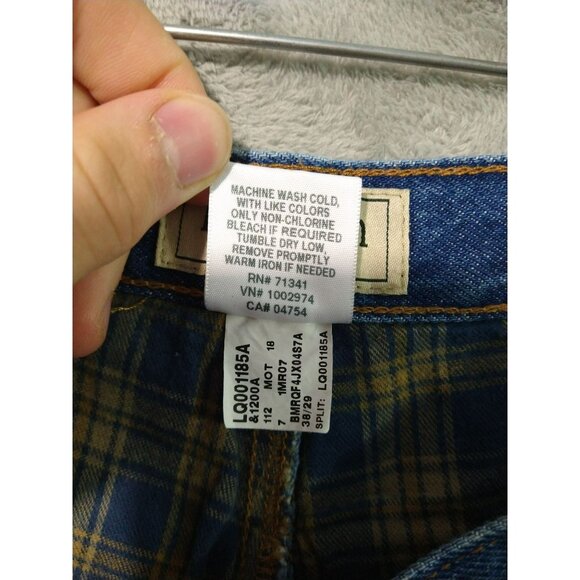 MACHINE WASH COLD,
WITH LIKE COLORS
ONLY NON-CHLORINE
BLEACH IF REQUIRED
TUMBLE DRY LOW,
REMOVE PROMPTLY
WARM IRON IF NEEDED
RN# 71341
VN# 1002974
CA# 04754
LQ001185A
&1200A
112 MOT 18
7 1MR07
BMRQF4JX04S7A
38/29
SPLIT: LQ001185A